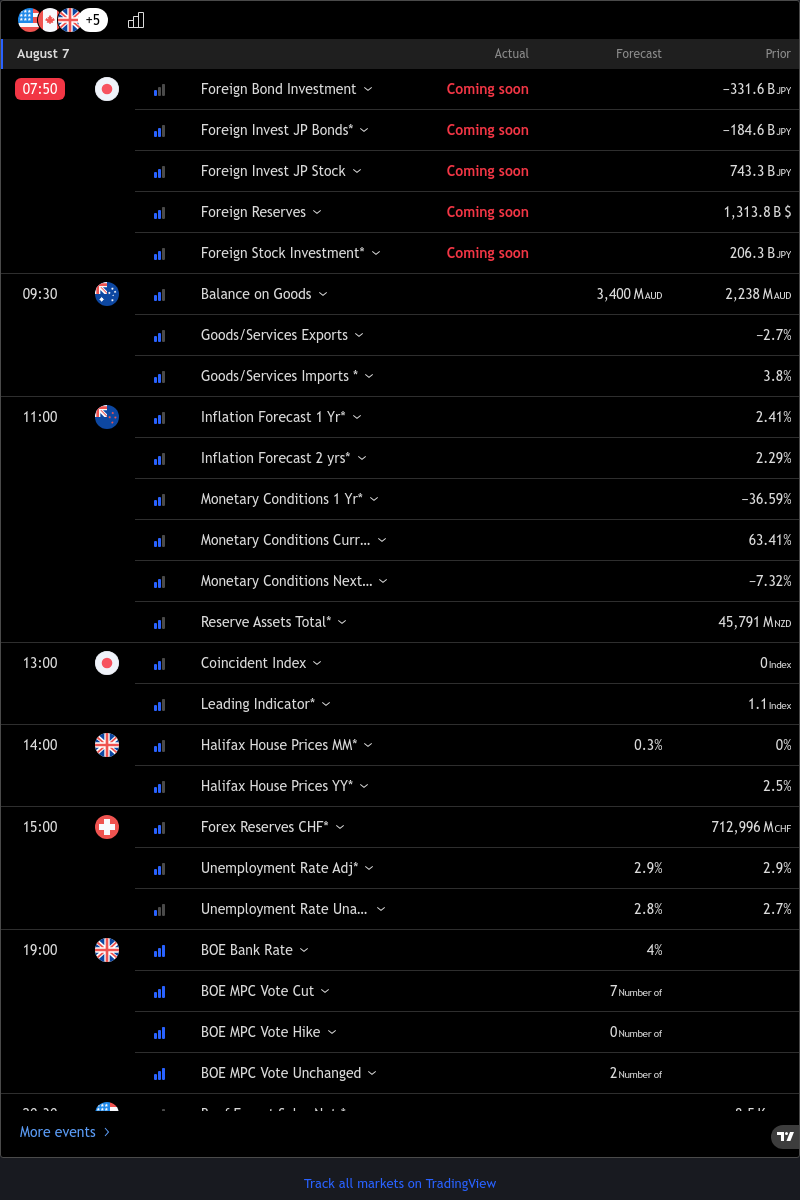 +5
August 7 Actual Forecast Prior
07:50 Foreign Bond Investment Coming soon −331.6 B JPY
Foreign Invest JP Bonds* Coming soon −184.6 B JPY
Foreign Invest JP Stock Coming soon 743.3 B JPY
Foreign Reserves Coming soon 1,313.8 B $
Foreign Stock Investment* Coming soon 206.3 B JPY
09:30 Balance on Goods 3,400 M AUD 2,238 M AUD
Goods/Services Exports −2.7%
Goods/Services Imports * 3.8%
11:00 Inflation Forecast 1 Yr* 2.41%
Inflation Forecast 2 yrs* 2.29%
Monetary Conditions 1 Yr* −36.59%
Monetary Conditions Curr... 63.41%
Monetary Conditions Next... −7.32%
Reserve Assets Total* 45,791 M NZD
13:00 Coincident Index 0 Index
Leading Indicator* 1.1 Index
14:00 Halifax House Prices MM* 0.3% 0%
Halifax House Prices YY* 2.5%
15:00 Forex Reserves CHF* 712,996 M CHF
Unemployment Rate Adj* 2.9% 2.9%
Unemployment Rate Una... 2.8% 2.7%
19:00 BOE Bank Rate 4%
BOE MPC Vote Cut 7 Number of
BOE MPC Vote Hike 0 Number of
BOE MPC Vote Unchanged 2 Number of
More events
Track all markets on TradingView